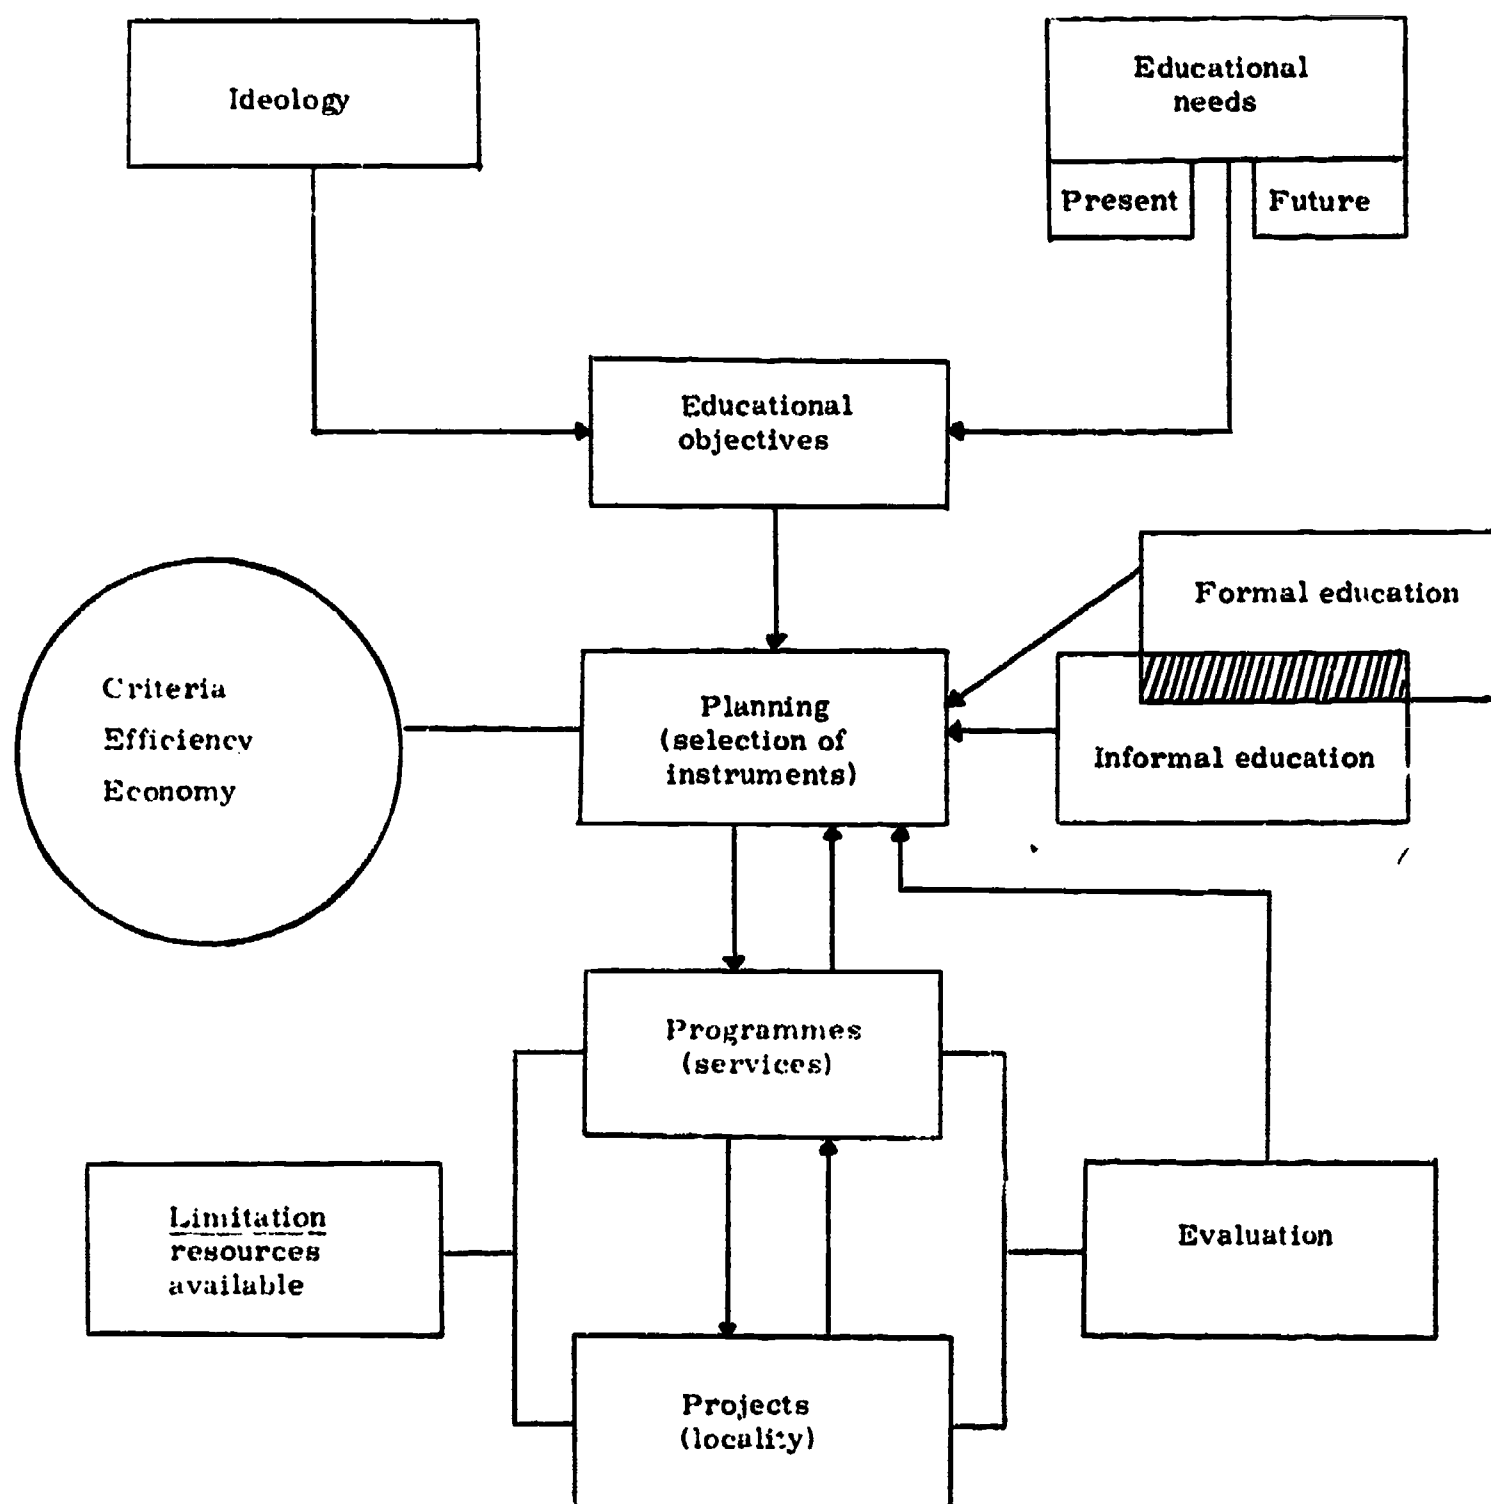 Ideology
Educational
needs
Present
Future
Educational
objectives
Formal education
Criteria
Efficiency
Economy
Planning
(selection of
instruments)
Informal education
Programmes
(services)
Limitation
resources
available
Evaluation
Projects
(locality)